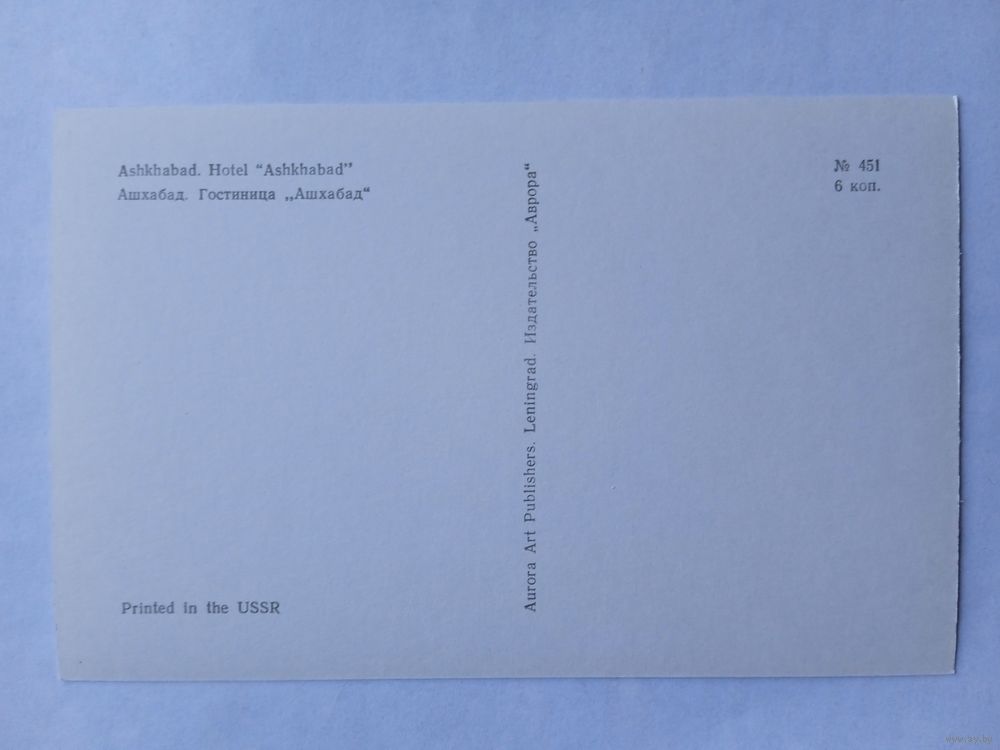 Ashkhabad. Hotel “Ashkhabad”
Ашхабад. Гостиница „Ашхабад“
Aurora Art Publishers. Leningrad. Издательство „Аврора“
№ 451
6 коп.
Printed in the USSR